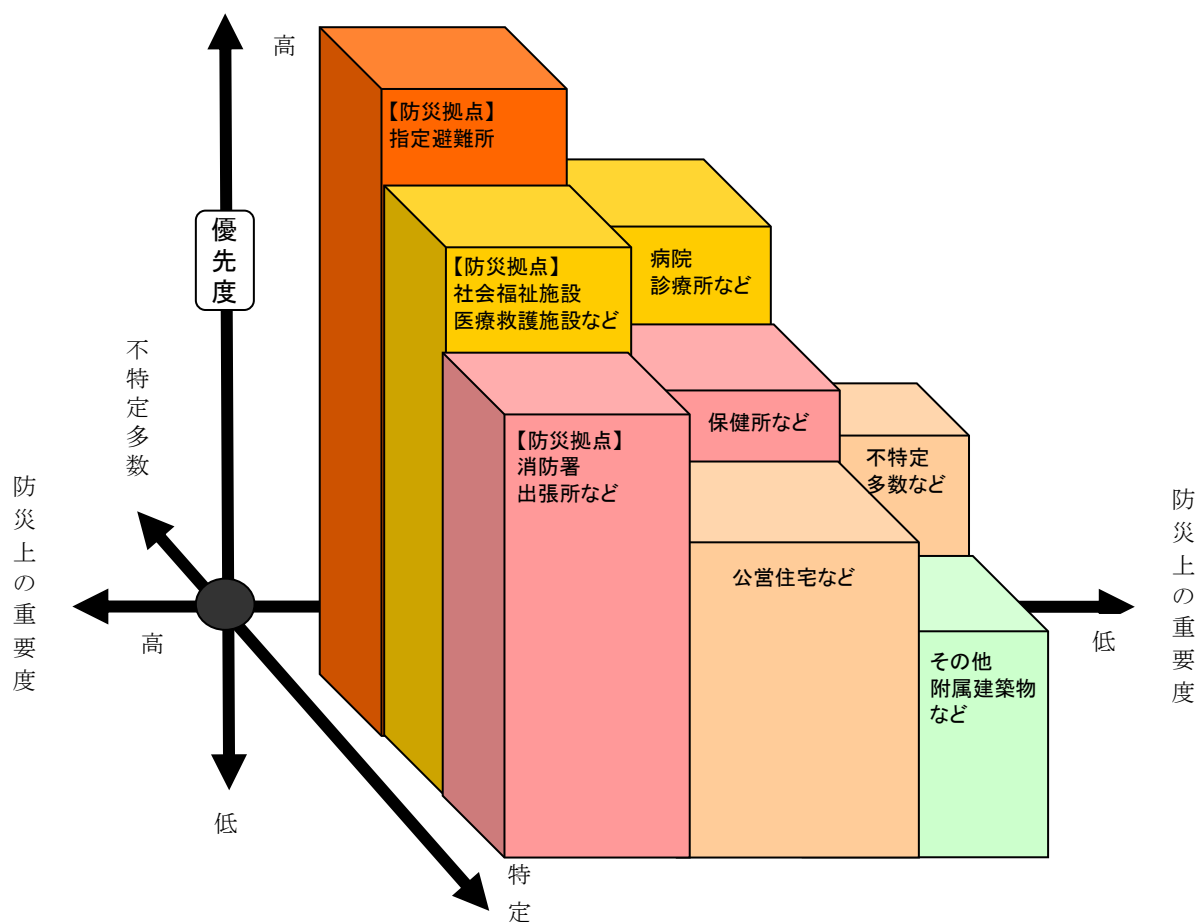 高
【防災拠点】
指定避難所
優先度
【防災拠点】
社会福祉施設
医療救護施設など
病院
診療所など
不特定多数
【防災拠点】
消防署
出張所など
保健所など
不特定
多数など
防災上の重要度
防災上の重要度
公営住宅など
高
低
その他
附属建築物
など
低
特定